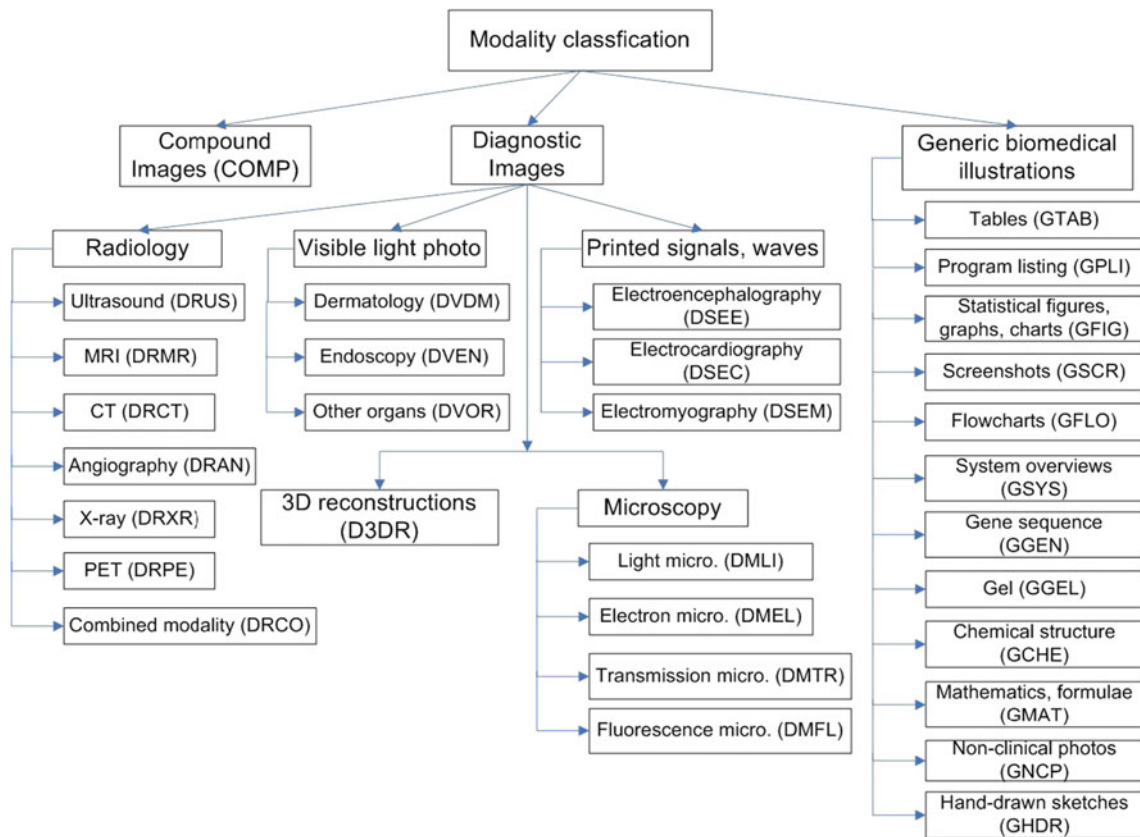 Modality classfication
Compound
Images (COMP)
Diagnostic
Images
Generic biomedical
illustrations
Radiology
Ultrasound (DRUS)
MRI (DRMR)
CT (DRCT)
Angiography (DRAN)
X-ray (DRXR)
PET (DRPE)
Combined modality (DRCO)
Visible light photo
Dermatology (DVDM)
Endoscopy (DVEN)
Other organs (DVOR)
Printed signals, waves
Electroencephalography
(DSEE)
Electrocardiography
(DSEC)
Electromyography (DSEM)
3D reconstructions
(D3DR)
Microscopy
Light micro. (DMLI)
Electron micro. (DMEL)
Transmission micro. (DMTR)
Fluorescence micro. (DMFL)
Tables (GTAB)
Program listing (GPLI)
Statistical figures,
graphs, charts (GFIG)
Screenshots (GSCR)
Flowcharts (GFLO)
System overviews
(GSYS)
Gene sequence
(GGEN)
Gel (GGEL)
Chemical structure
(GCHE)
Mathematics, formulae
(GMAT)
Non-clinical photos
(GNCP)
Hand-drawn sketches
(GHDR)